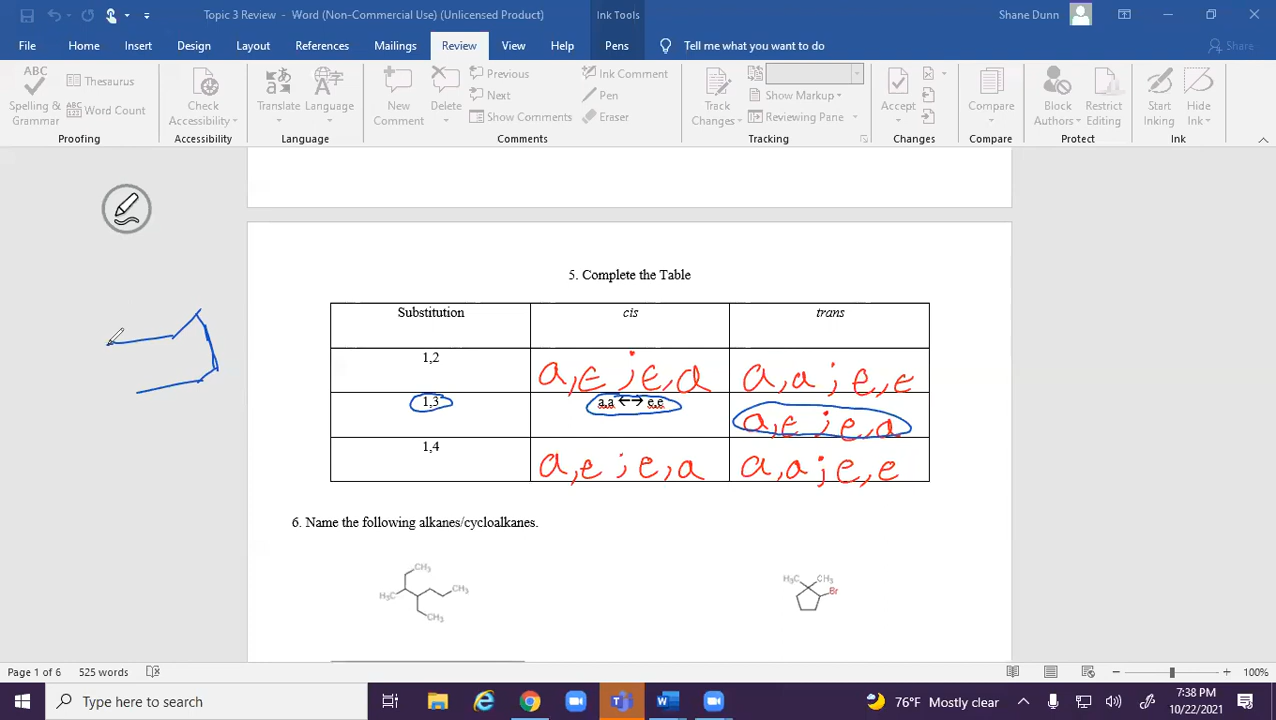 Topic 3 Review - Word (Non-Commercial Use) (Unlicensed Product)
Ink Tools
Shane Dunn
File Home Insert Design Layout References Mailings Review View Help Pens Tell me what you want to do Share
ABC Spelling & Grammar
Thesaurus
ABC 123 Word Count
Check Accessibility
Translate
Language
New Comment
Delete
Previous
Next
Show Comments
Ink Comment
Pen
Eraser
Track Changes
Show Markup
Reviewing Pane
Accept
Compare
Block Authors
Restrict Editing
Start Inking
Hide Ink
Proofing Accessibility Language Comments Tracking Changes Compare Protect Ink
5. Complete the Table
Substitution cis trans
1,2 a,e ; e,a a,a ; e,e
1,3 a,a ↔ e,e a,e ; e,a
1,4 a,e ; e,a a,a ; e,e
6. Name the following alkanes/cycloalkanes.
CH3
H3C CH3
CH3
H3C CH3
Br
Page 1 of 6 525 words 100%
Type here to search
76°F Mostly clear
7:38 PM
10/22/2021